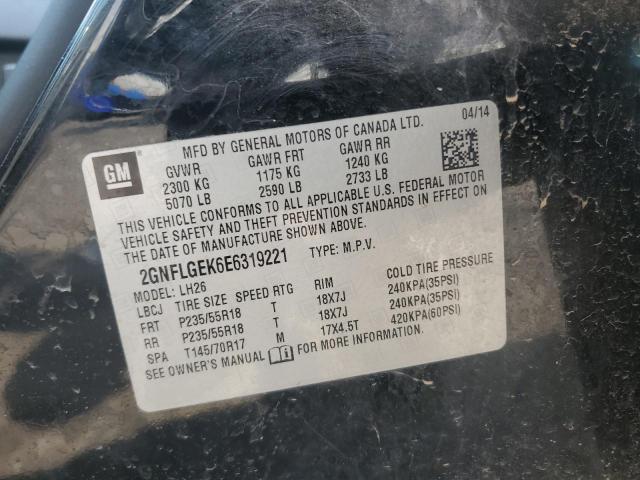 04/14
MFD BY GENERAL MOTORS OF CANADA LTD.
GM
GVWR GAWR FRT GAWR RR
2300 KG 1175 KG 1240 KG
5070 LB 2590 LB 2733 LB
THIS VEHICLE CONFORMS TO ALL APPLICABLE U.S. FEDERAL MOTOR
VEHICLE SAFETY AND THEFT PREVENTION STANDARDS IN EFFECT ON
THE DATE OF MANUFACTURE SHOWN ABOVE.
2GNFLGEK6E6319221 TYPE: M.P.V.
MODEL: LH26
LBCJ TIRE SIZE SPEED RTG RIM COLD TIRE PRESSURE
FRT P235/55R18 T 18X7J 240KPA(35PSI)
RR P235/55R18 T 18X7J 240KPA(35PSI)
SPA T145/70R17 M 17X4.5T 420KPA(60PSI)
SEE OWNER'S MANUAL FOR MORE INFORMATION.